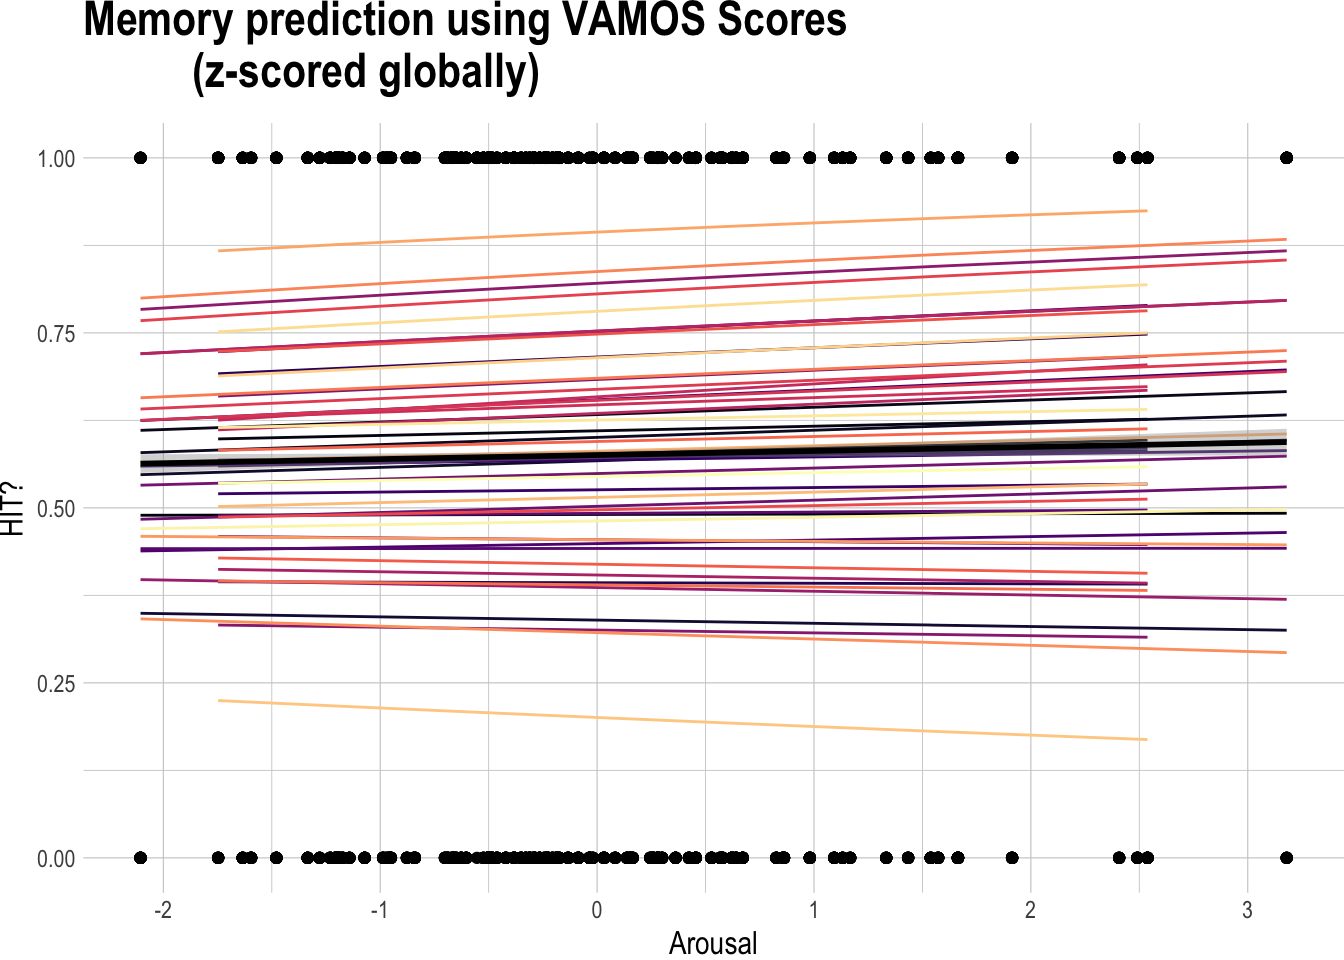 Memory prediction using VAMOS Scores
(z-scored globally)
1.00
0.75
0.50
0.25
0.00
HIT?
-2
-1
0
1
2
3
Arousal